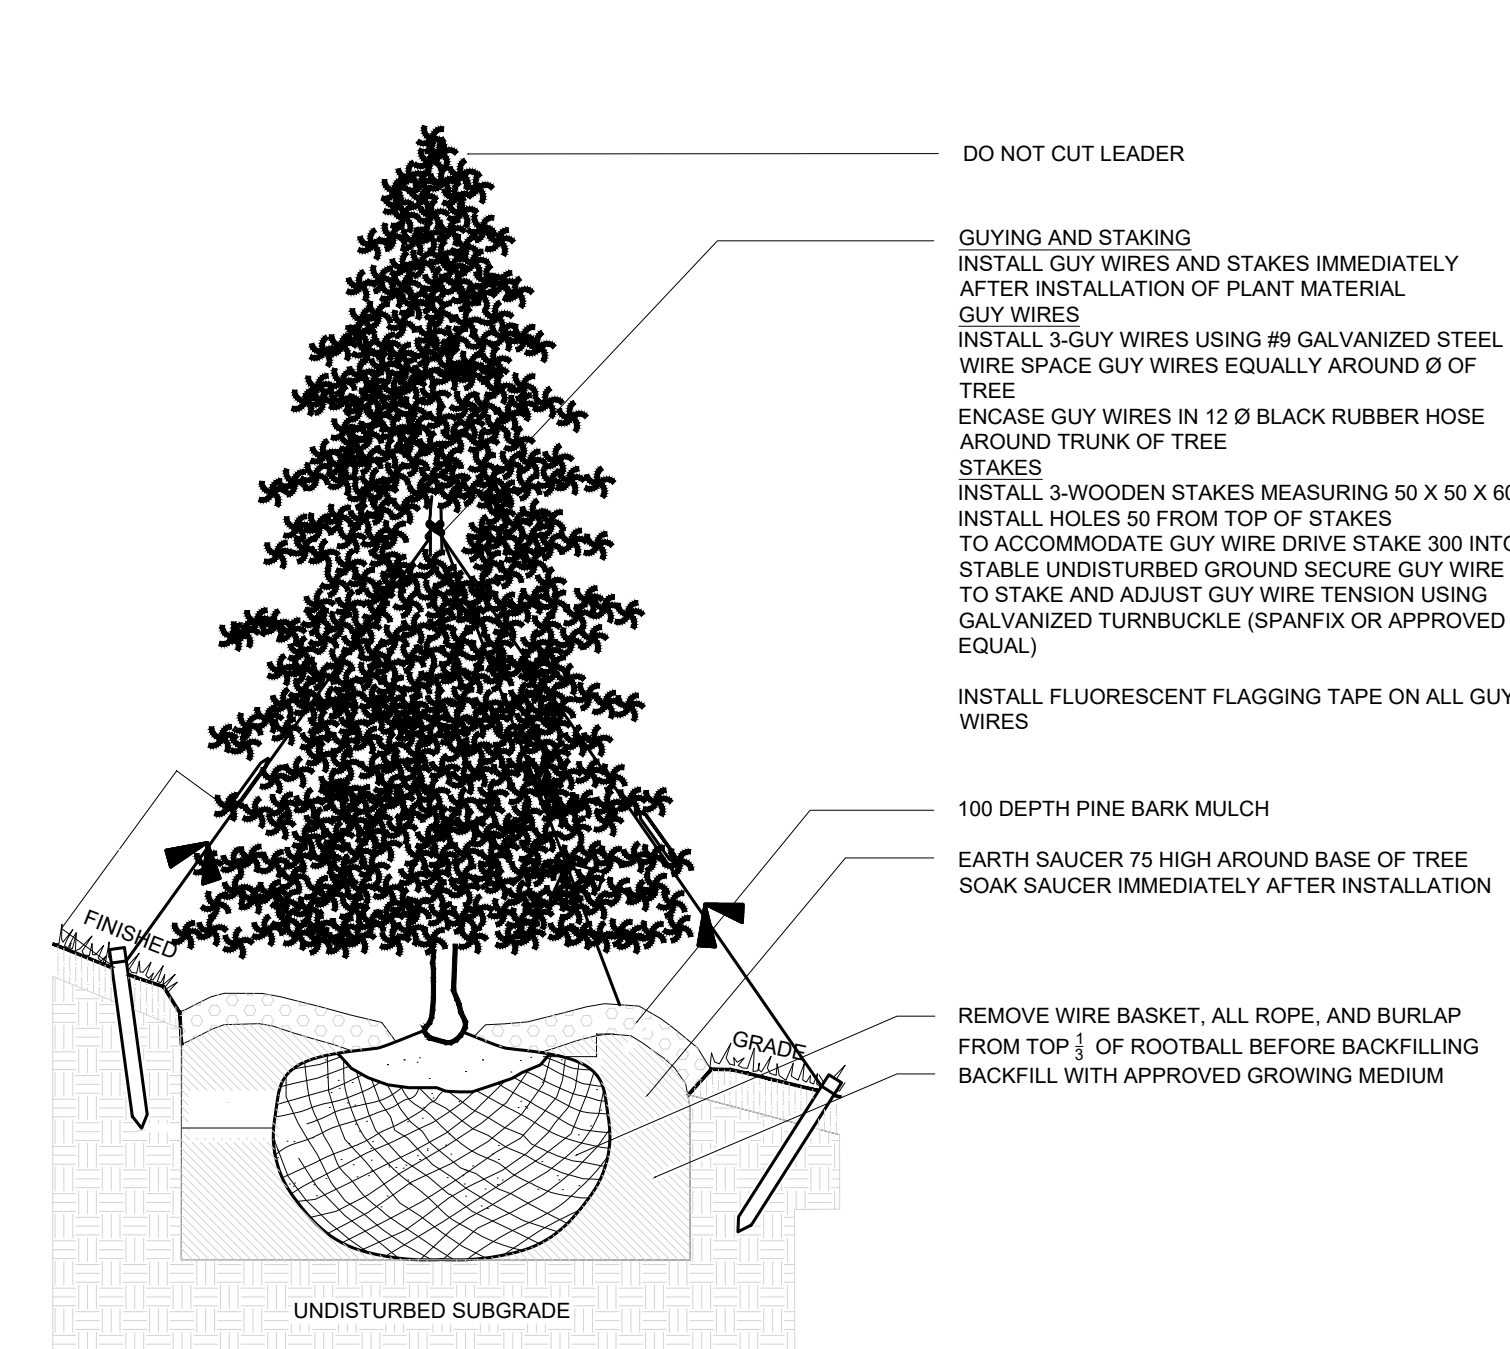 DO NOT CUT LEADER
GUYING AND STAKING
INSTALL GUY WIRES AND STAKES IMMEDIATELY
AFTER INSTALLATION OF PLANT MATERIAL
GUY WIRES
INSTALL 3-GUY WIRES USING #9 GALVANIZED STEEL
WIRE SPACE GUY WIRES EQUALLY AROUND Ø OF
TREE
ENCASE GUY WIRES IN 12 Ø BLACK RUBBER HOSE
AROUND TRUNK OF TREE
STAKES
INSTALL 3-WOODEN STAKES MEASURING 50 X 50 X
INSTALL HOLES 50 FROM TOP OF STAKES
TO ACCOMMODATE GUY WIRE DRIVE STAKE 300 INTO
STABLE UNDISTURBED GROUND SECURE GUY WIRE
TO STAKE AND ADJUST GUY WIRE TENSION USING
GALVANIZED TURNBUCKLE (SPANFIX OR APPROVED
EQUAL)
INSTALL FLUORESCENT FLAGGING TAPE ON ALL GUY
WIRES
100 DEPTH PINE BARK MULCH
EARTH SAUCER 75 HIGH AROUND BASE OF TREE
SOAK SAUCER IMMEDIATELY AFTER INSTALLATION
FINISHED
GRADE
REMOVE WIRE BASKET, ALL ROPE, AND BURLAP
FROM TOP 1/3 OF ROOTBALL BEFORE BACKFILLING
BACKFILL WITH APPROVED GROWING MEDIUM
UNDISTURBED SUBGRADE